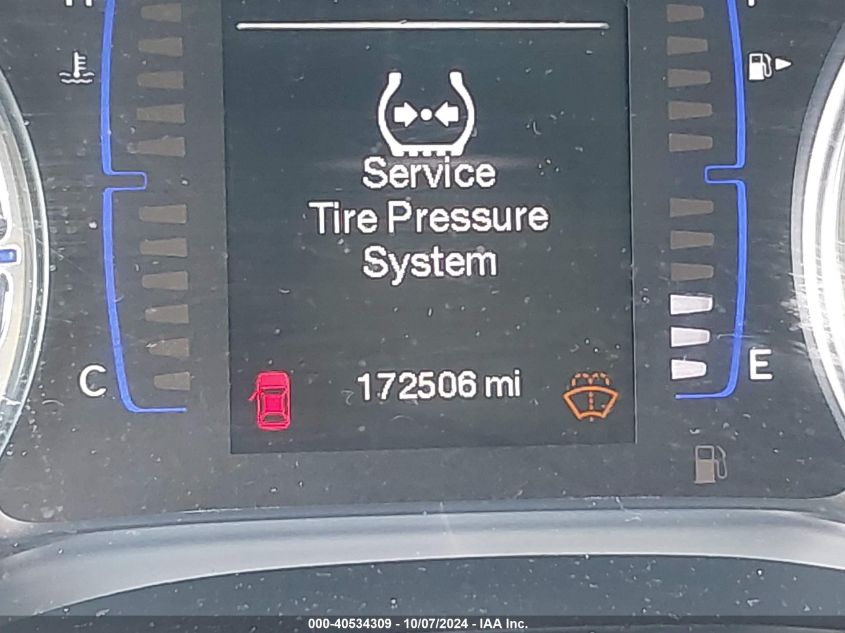 Service
Tire Pressure
System
172506 mi
C
E
000-40534309 - 10/07/2024 - IAA Inc.